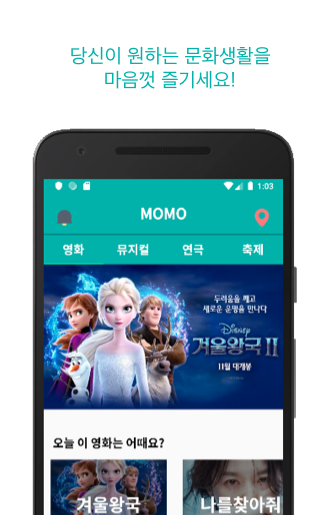 당신이 원하는 문화생활을
마음껏 즐기세요!
1:03
MOMO
영화 뮤지컬 연극 축제
두려움을 깨고
새로운 운명을 만나다
Disney
겨울왕국 II
11월 대개봉
오늘 이 영화는 어때요?
겨울왕국 나를찾아줘